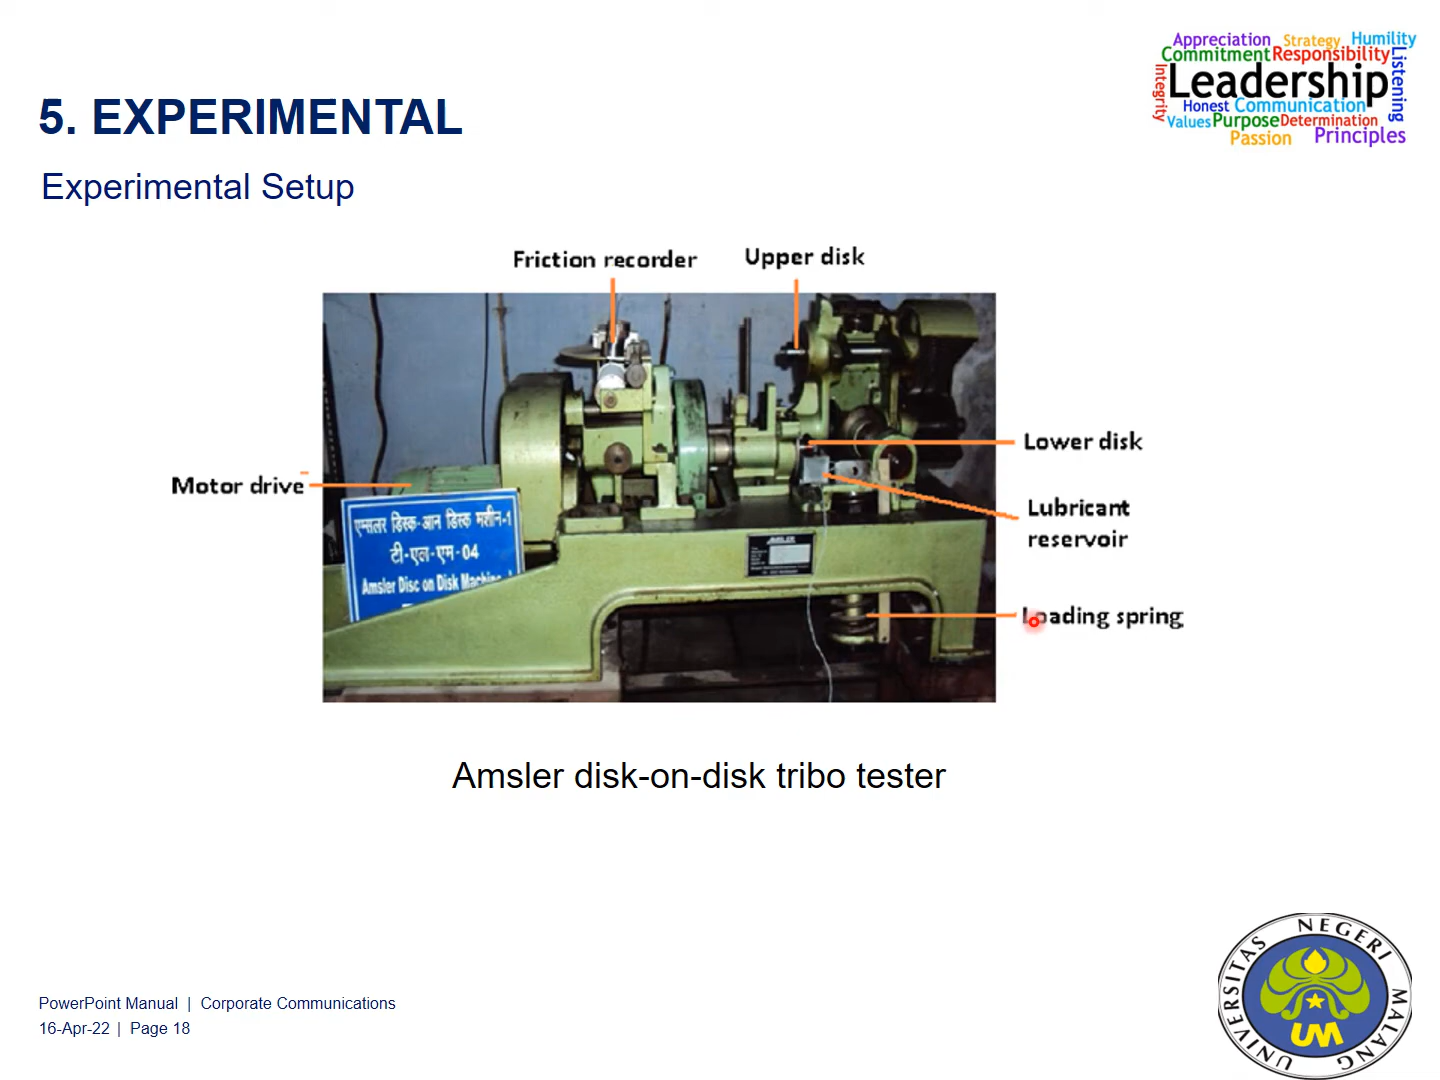 Appreciation Strategy Humility
Commitment Responsibility
Integrity
Leadership
Listening
Honest Communication
Values Purpose Determination
Passion Principles
5. EXPERIMENTAL
Experimental Setup
Friction recorder
Upper disk
Motor drive
Lower disk
Lubricant
reservoir
Loading spring
एम्सलर डिस्क-आन डिस्क मशीन-1
टी-एल-एम-04
Amsler Disc on Disk Machine
Amsler disk-on-disk tribo tester
PowerPoint Manual | Corporate Communications
16-Apr-22 | Page 18
UNIVERSITAS NEGERI MALANG
UM